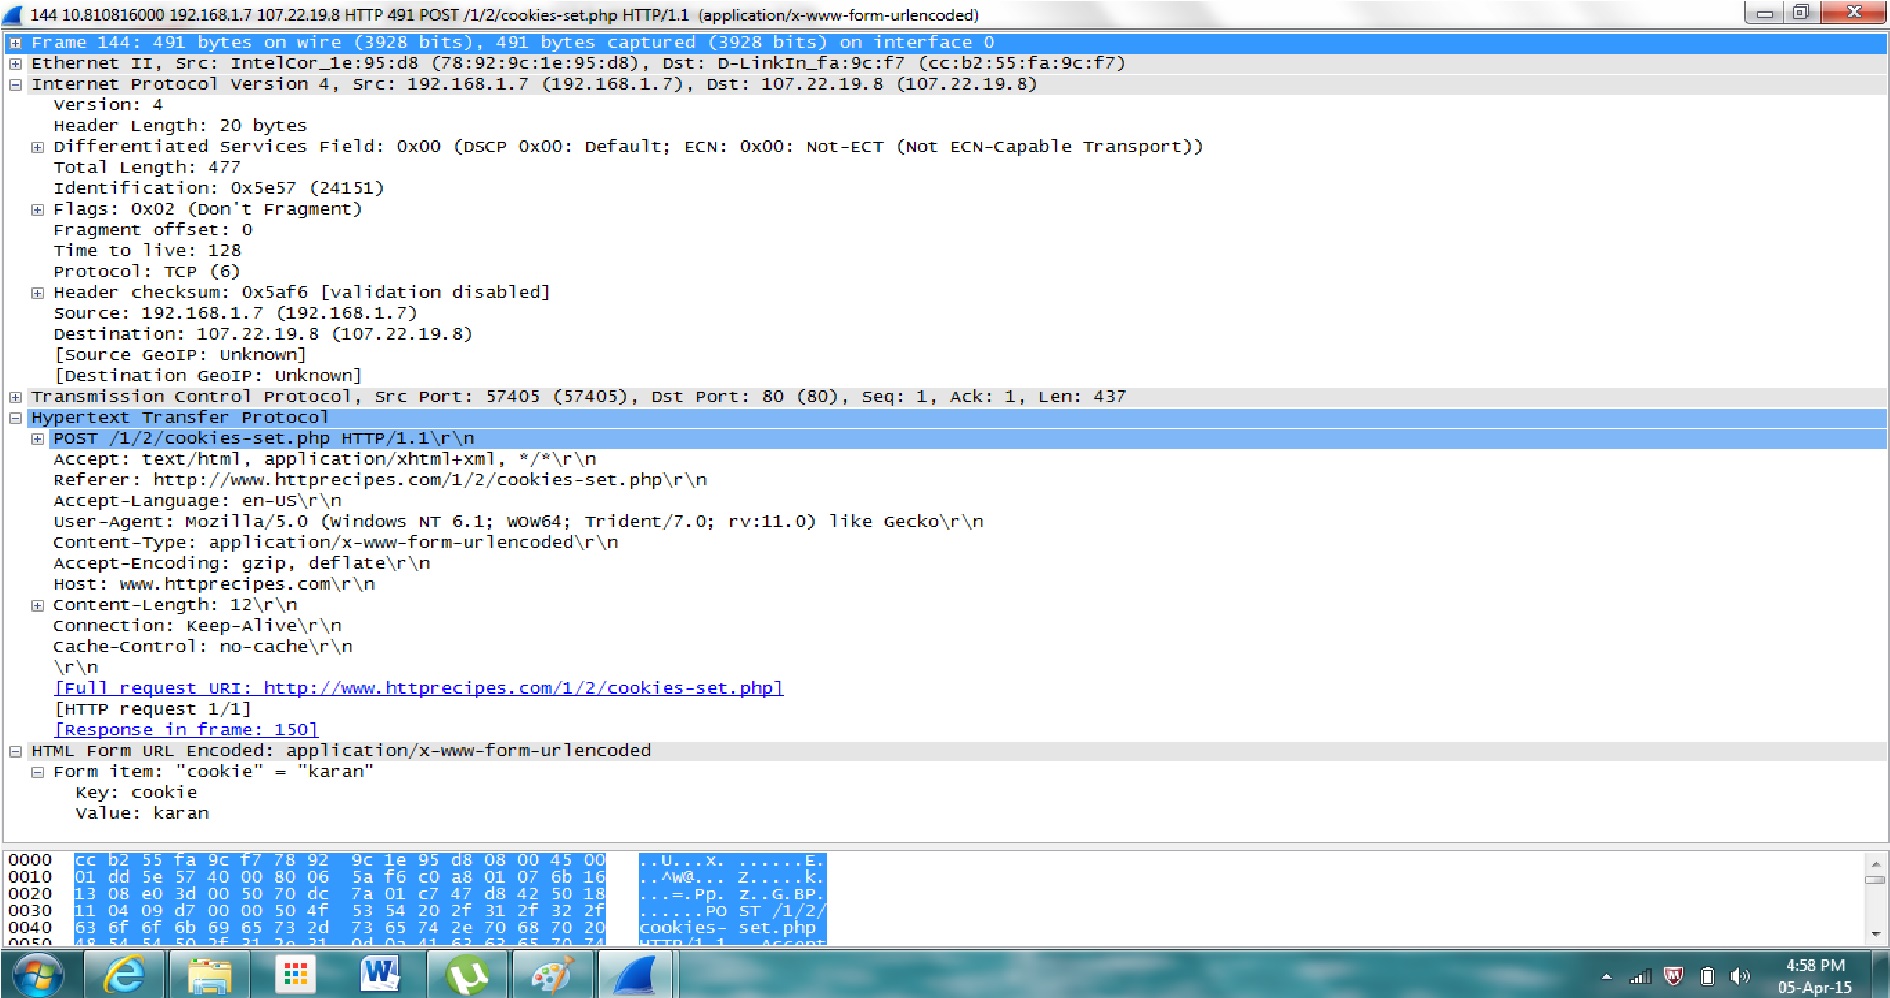 144 10.810816000 192.168.1.7 107.22.19.8 HTTP 491 POST /1/2/cookies-set.php HTTP/1.1 (application/x-www-form-urlencoded)
Frame 144: 491 bytes on wire (3928 bits), 491 bytes captured (3928 bits) on interface 0
Ethernet II, Src: IntelCor_1e:95:d8 (78:92:9c:1e:95:d8), Dst: D-LinkIn_fa:9c:f7 (cc:b2:55:fa:9c:f7)
Internet Protocol Version 4, Src: 192.168.1.7 (192.168.1.7), Dst: 107.22.19.8 (107.22.19.8)
Version: 4
Header Length: 20 bytes
Differentiated Services Field: 0x00 (DSCP 0x00: Default; ECN: 0x00: Not-ECT (Not ECN-Capable Transport))
Total Length: 477
Identification: 0x5e57 (24151)
Flags: 0x02 (Don't Fragment)
Fragment offset: 0
Time to live: 128
Protocol: TCP (6)
Header checksum: 0x5af6 [validation disabled]
Source: 192.168.1.7 (192.168.1.7)
Destination: 107.22.19.8 (107.22.19.8)
[Source GeoIP: Unknown]
[Destination GeoIP: Unknown]
Transmission Control Protocol, Src Port: 57405 (57405), Dst Port: 80 (80), Seq: 1, Ack: 1, Len: 437
Hypertext Transfer Protocol
POST /1/2/cookies-set.php HTTP/1.1\r\n
Accept: text/html, application/xhtml+xml, */*\r\n
Referer: http://www.httprecipes.com/1/2/cookies-set.php\r\n
Accept-Language: en-US\r\n
User-Agent: Mozilla/5.0 (Windows NT 6.1; WOW64; Trident/7.0; rv:11.0) like Gecko\r\n
Content-Type: application/x-www-form-urlencoded\r\n
Accept-Encoding: gzip, deflate\r\n
Host: www.httprecipes.com\r\n
Content-Length: 12\r\n
Connection: Keep-Alive\r\n
Cache-Control: no-cache\r\n
\r\n
[Full request URI: http://www.httprecipes.com/1/2/cookies-set.php]
[HTTP request 1/1]
[Response in frame: 150]
HTML Form URL Encoded: application/x-www-form-urlencoded
Form item: "cookie" = "karan"
Key: cookie
Value: karan
0000 cc b2 55 fa 9c f7 78 92 9c 1e 95 d8 08 00 45 00 ..U...x. ......E.
0010 01 dd 5e 57 40 00 80 06 5a f6 c0 a8 01 07 6b 16 ..^W@... Z.....k.
0020 13 08 e0 3d 00 50 70 dc 7a 01 c7 47 d8 42 50 18 ...=.Pp. z..G.BP.
0030 11 04 09 d7 00 00 50 4f 53 54 20 2f 31 2f 32 2f ......PO ST /1/2/
0040 63 6f 6f 6b 69 65 73 2d 73 65 74 2e 70 68 70 20 cookies- set.php
0050 48 54 54 50 2f 31 2e 31 0d 0a 41 63 63 65 70 74 HTTP/1.1 ..Accept
4:58 PM
05-Apr-15